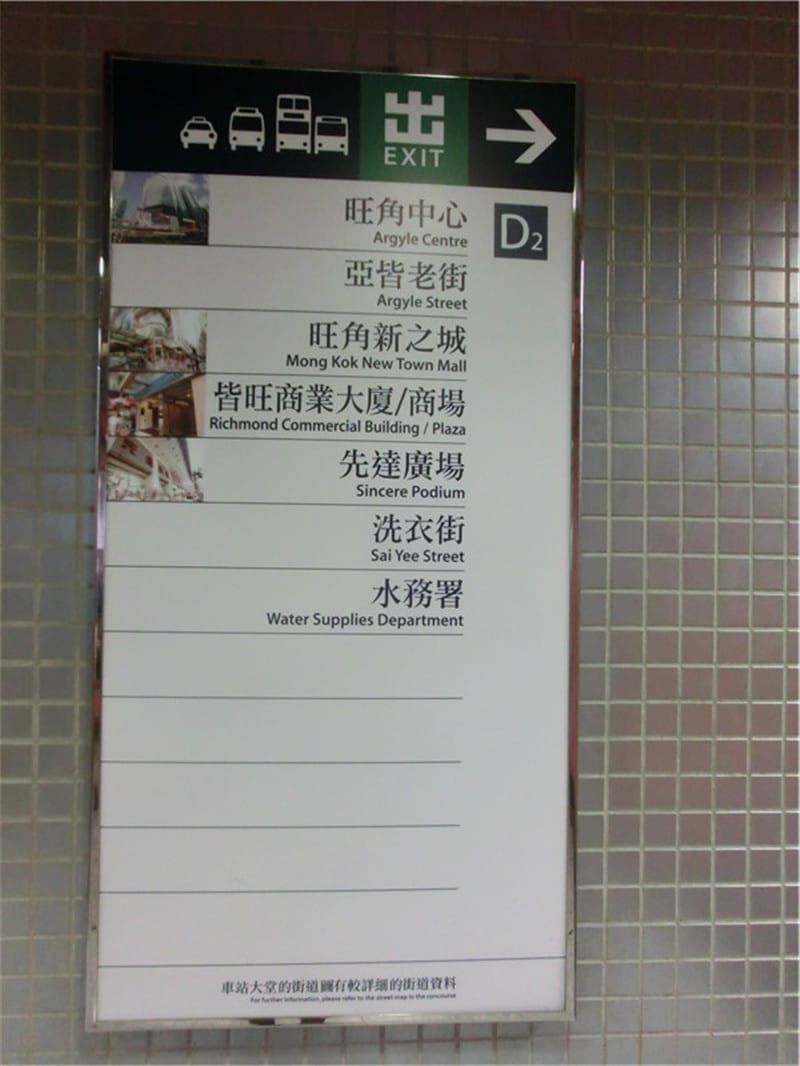 出
EXIT
D2
旺角中心
Argyle Centre
亞皆老街
Argyle Street
旺角新之城
Mong Kok New Town Mall
皆旺商業大廈/商場
Richmond Commercial Building / Plaza
先達廣場
Sincere Podium
洗衣街
Sai Yee Street
水務署
Water Supplies Department
車站大堂的街道圖有較詳細的街道資料
For further information, please refer to the street map in the concourse